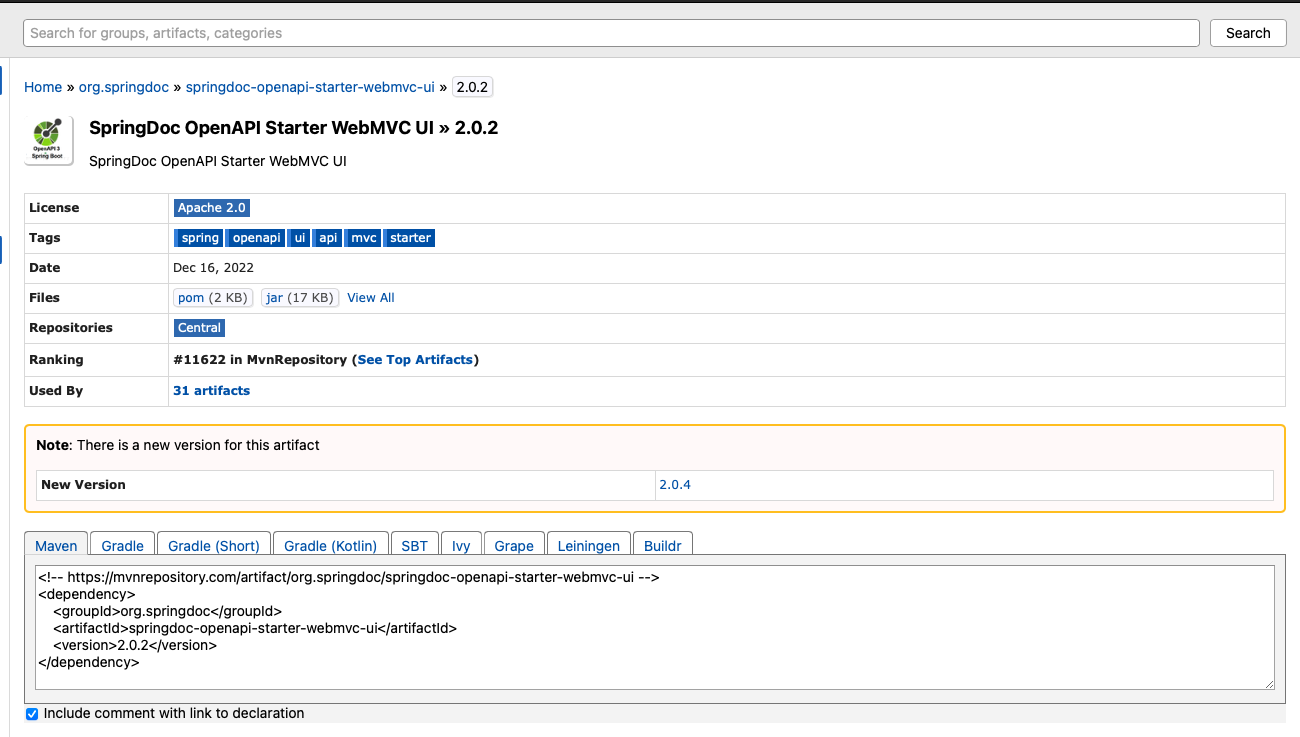 Search for groups, artifacts, categories
Search
Home » org.springdoc » springdoc-openapi-starter-webmvc-ui » 2.0.2
OpenAPI 3
Spring Boot
SpringDoc OpenAPI Starter WebMVC UI » 2.0.2
SpringDoc OpenAPI Starter WebMVC UI
License Apache 2.0
Tags spring openapi ui api mvc starter
Date Dec 16, 2022
Files pom (2 KB) jar (17 KB) View All
Repositories Central
Ranking #11622 in MvnRepository (See Top Artifacts)
Used By 31 artifacts
Note: There is a new version for this artifact
New Version 2.0.4
Maven Gradle Gradle (Short) Gradle (Kotlin) SBT Ivy Grape Leiningen Buildr
<!-- https://mvnrepository.com/artifact/org.springdoc/springdoc-openapi-starter-webmvc-ui -->
<dependency>
    <groupId>org.springdoc</groupId>
    <artifactId>springdoc-openapi-starter-webmvc-ui</artifactId>
    <version>2.0.2</version>
</dependency>
Include comment with link to declaration